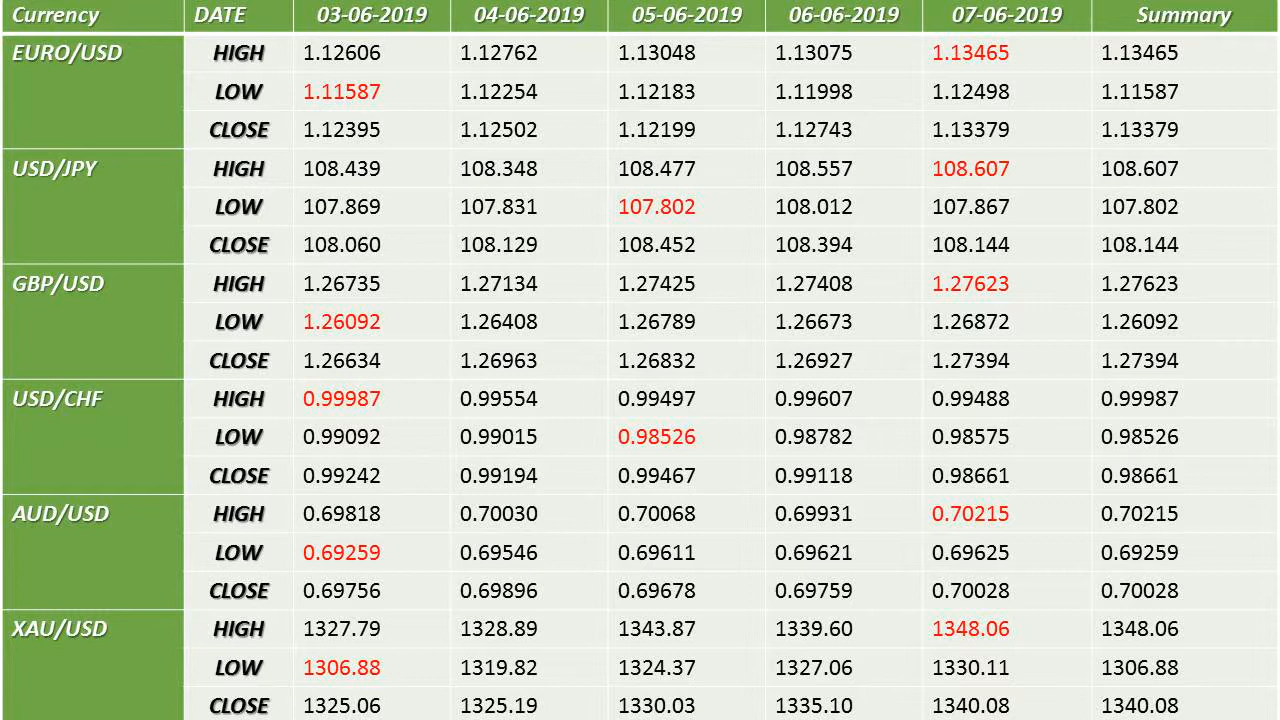 Currency DATE 03-06-2019 04-06-2019 05-06-2019 06-06-2019 07-06-2019 Summary
EURO/USD HIGH 1.12606 1.12762 1.13048 1.13075 1.13465 1.13465
LOW 1.11587 1.12254 1.12183 1.11998 1.12498 1.11587
CLOSE 1.12395 1.12502 1.12199 1.12743 1.13379 1.13379
USD/JPY HIGH 108.439 108.348 108.477 108.557 108.607 108.607
LOW 107.869 107.831 107.802 108.012 107.867 107.802
CLOSE 108.060 108.129 108.452 108.394 108.144 108.144
GBP/USD HIGH 1.26735 1.27134 1.27425 1.27408 1.27623 1.27623
LOW 1.26092 1.26408 1.26789 1.26673 1.26872 1.26092
CLOSE 1.26634 1.26963 1.26832 1.26927 1.27394 1.27394
USD/CHF HIGH 0.99987 0.99554 0.99497 0.99607 0.99488 0.99987
LOW 0.99092 0.99015 0.98526 0.98782 0.98575 0.98526
CLOSE 0.99242 0.99194 0.99467 0.99118 0.98661 0.98661
AUD/USD HIGH 0.69818 0.70030 0.70068 0.69931 0.70215 0.70215
LOW 0.69259 0.69546 0.69611 0.69621 0.69625 0.69259
CLOSE 0.69756 0.69896 0.69678 0.69759 0.70028 0.70028
XAU/USD HIGH 1327.79 1328.89 1343.87 1339.60 1348.06 1348.06
LOW 1306.88 1319.82 1324.37 1327.06 1330.11 1306.88
CLOSE 1325.06 1325.19 1330.03 1335.10 1340.08 1340.08